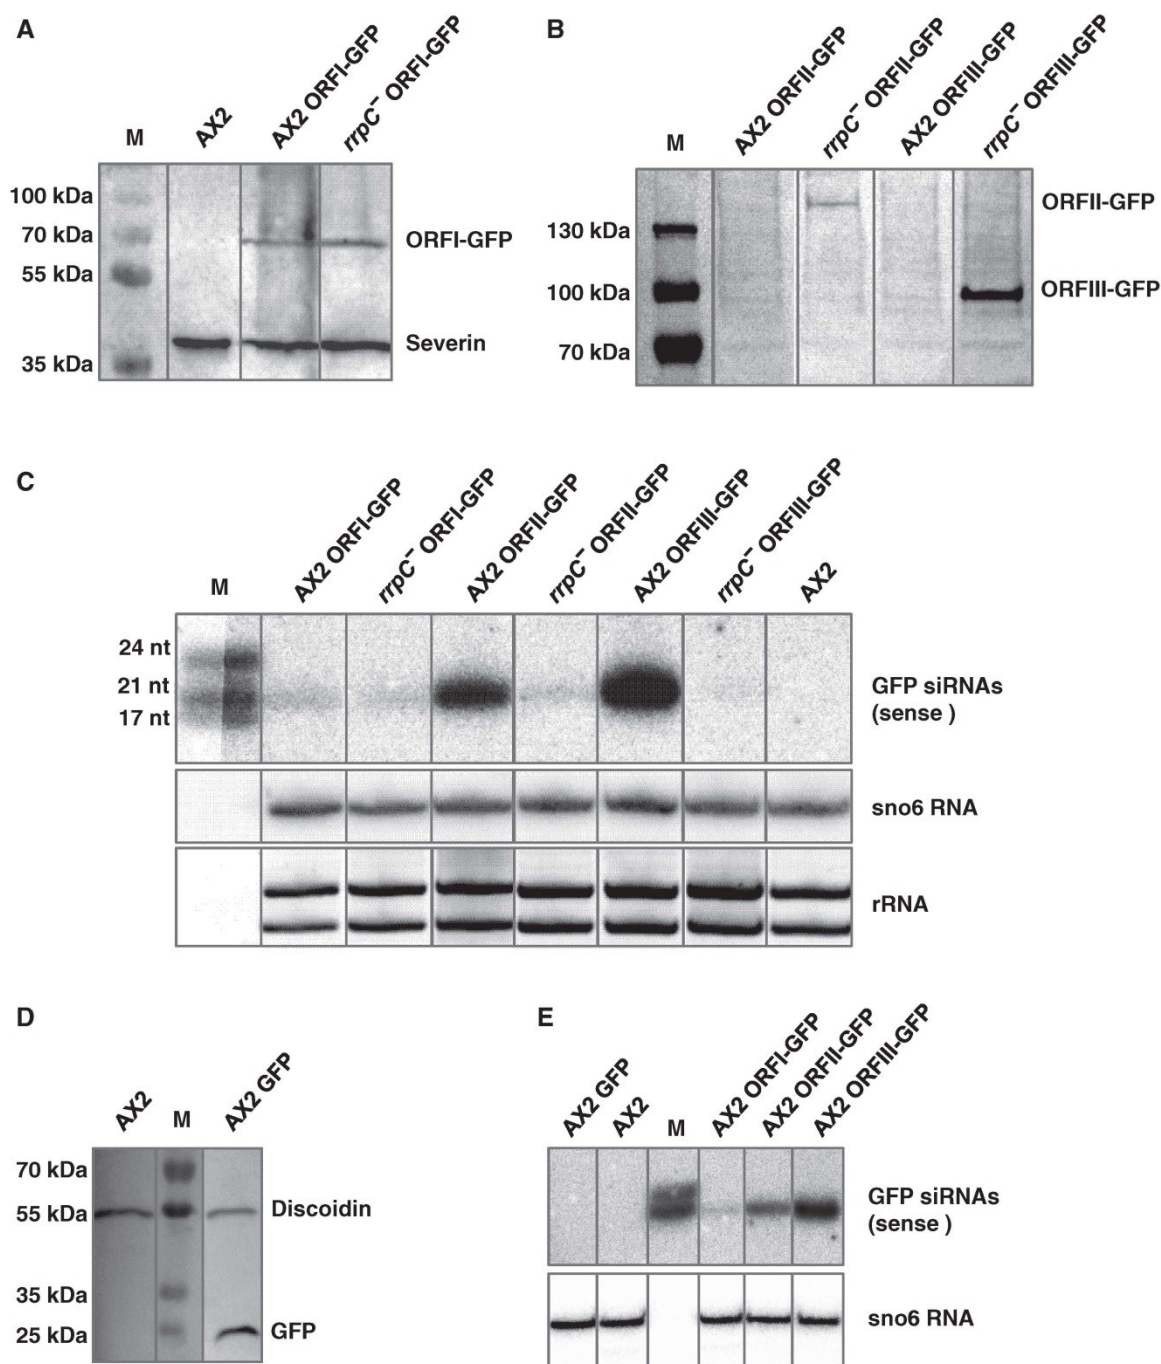 A
M
AX2
AX2 ORFI-GFP
rrpC⁻ ORFI-GFP
100 kDa
70 kDa
55 kDa
35 kDa
ORFI-GFP
Severin
B
M
AX2 ORFII-GFP
rrpC⁻ ORFII-GFP
AX2 ORFIII-GFP
rrpC⁻ ORFIII-GFP
130 kDa
100 kDa
70 kDa
ORFII-GFP
ORFIII-GFP
C
M
AX2 ORFI-GFP
rrpC⁻ ORFI-GFP
AX2 ORFII-GFP
rrpC⁻ ORFII-GFP
AX2 ORFIII-GFP
rrpC⁻ ORFIII-GFP
AX2
24 nt
21 nt
17 nt
GFP siRNAs
(sense )
sno6 RNA
rRNA
D
AX2
M
AX2 GFP
70 kDa
55 kDa
35 kDa
25 kDa
Discoidin
GFP
E
AX2 GFP
AX2
M
AX2 ORFI-GFP
AX2 ORFII-GFP
AX2 ORFIII-GFP
GFP siRNAs
(sense )
sno6 RNA